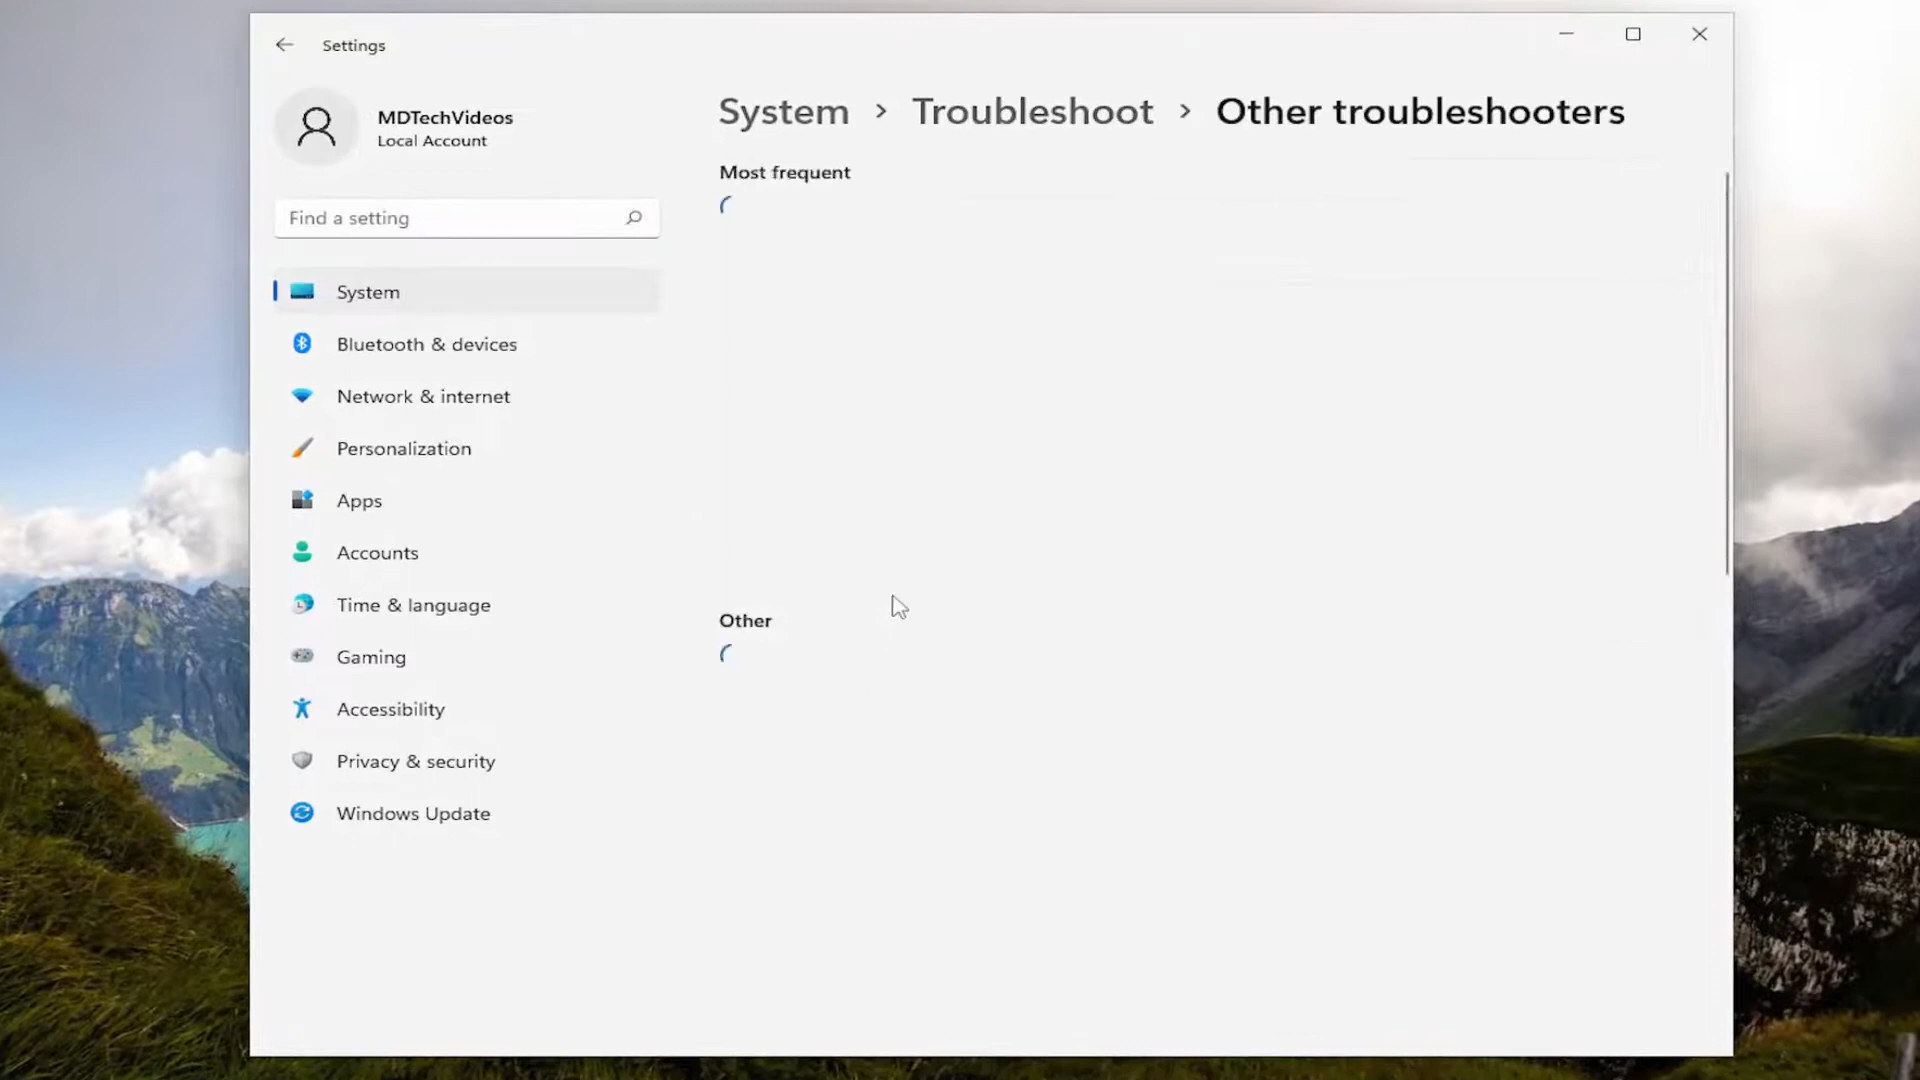 Settings
MDTechVideos
Local Account
Find a setting
System
Bluetooth & devices
Network & internet
Personalization
Apps
Accounts
Time & language
Gaming
Accessibility
Privacy & security
Windows Update
System > Troubleshoot > Other troubleshooters
Most frequent
Other